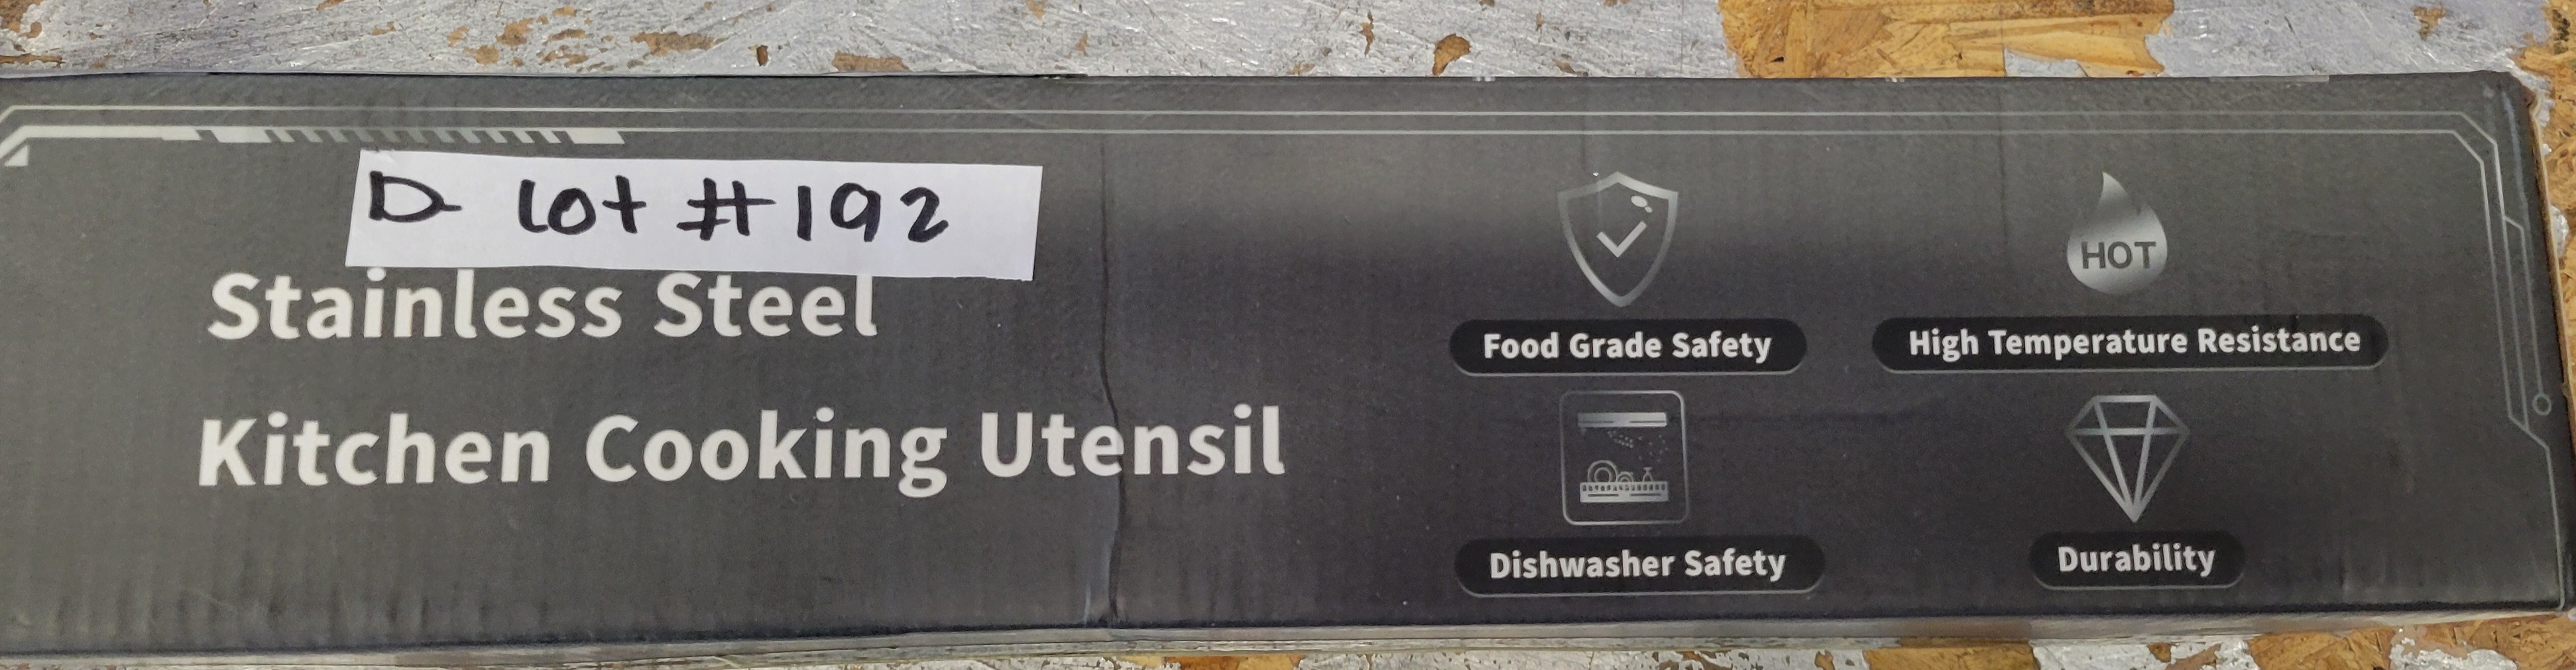 D Lot #192
Stainless Steel
Kitchen Cooking Utensil
HOT
Food Grade Safety
High Temperature Resistance
Dishwasher Safety
Durability